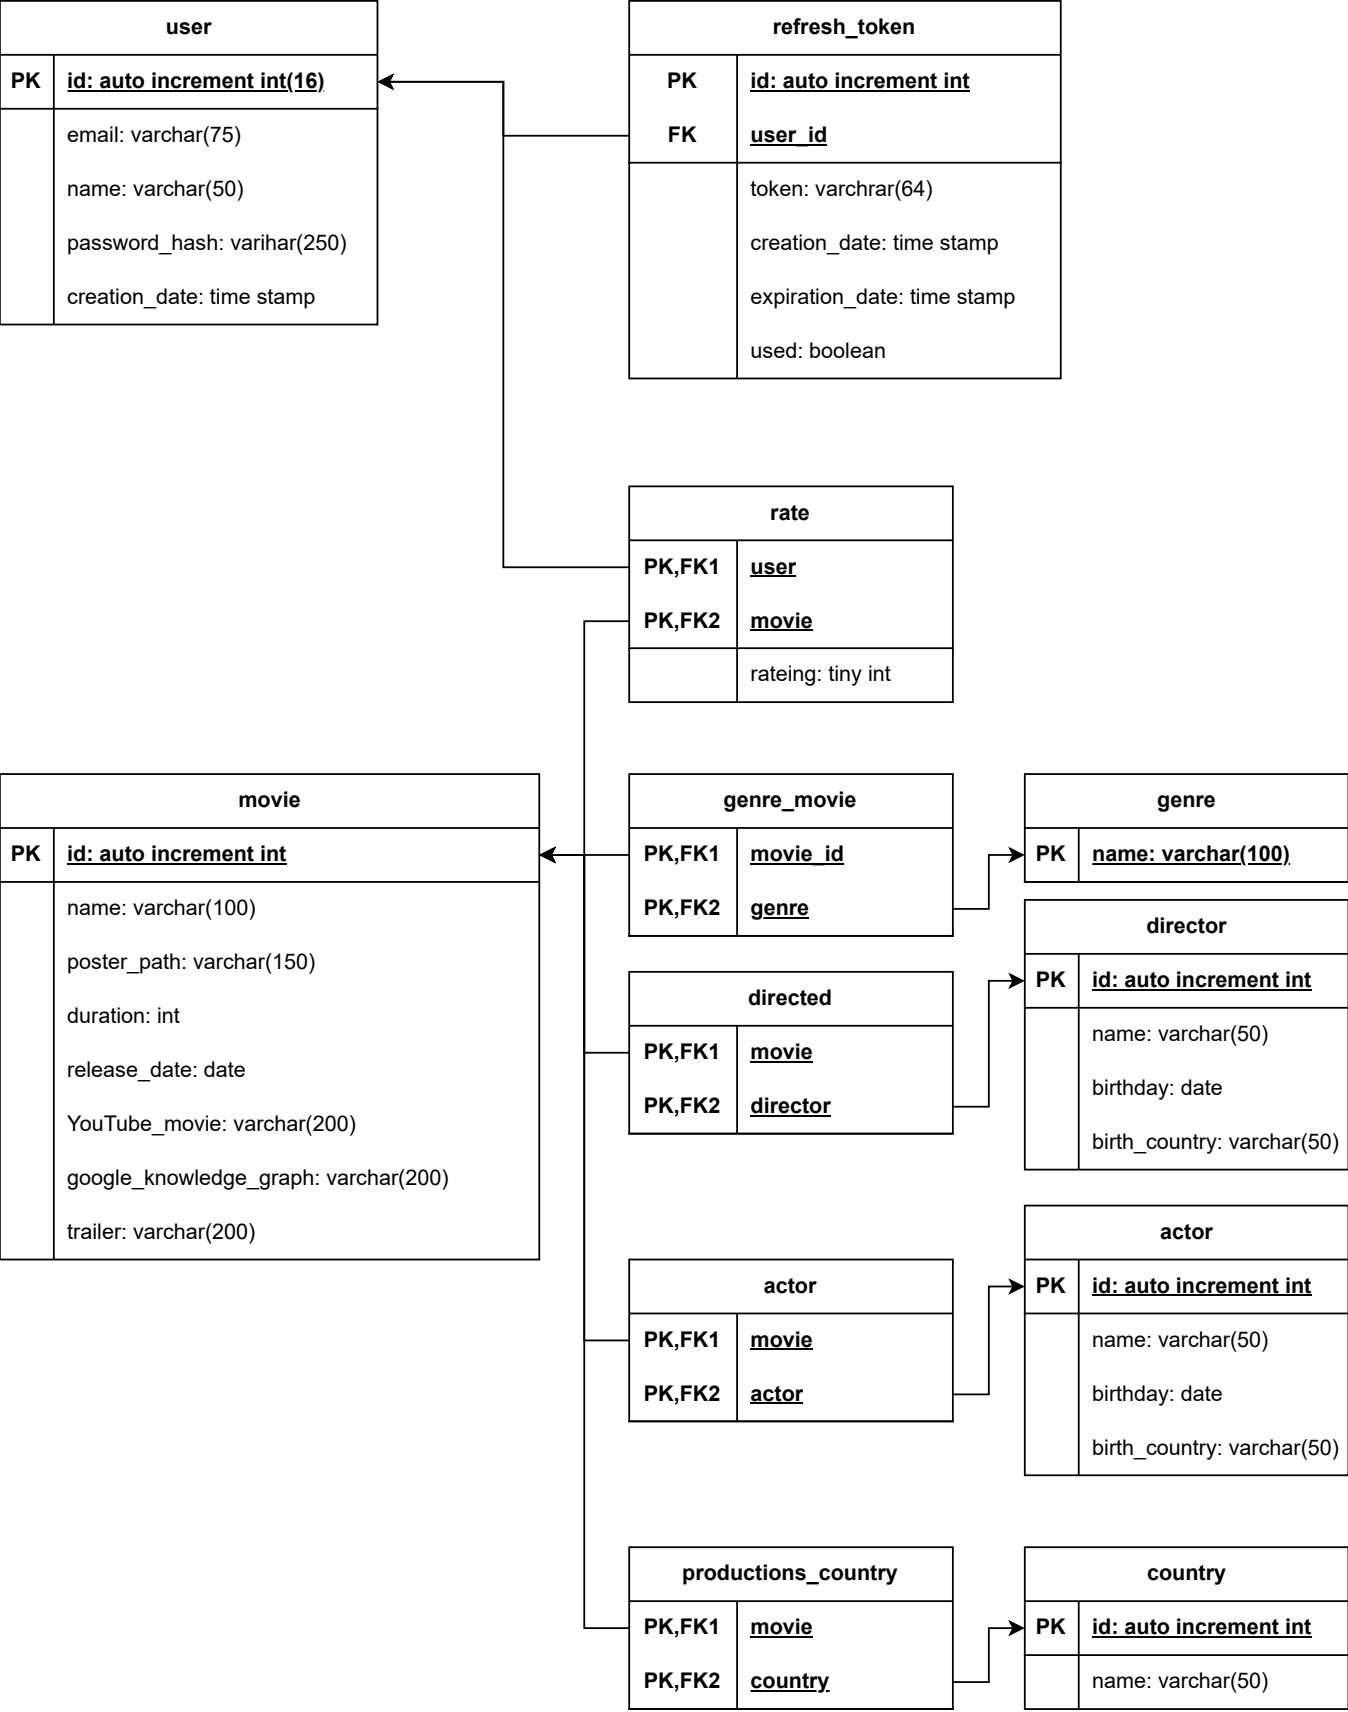 user
PK id: auto increment int(16)
email: varchar(75)
name: varchar(50)
password_hash: varihar(250)
creation_date: time stamp
refresh_token
PK id: auto increment int
FK user_id
token: varchrar(64)
creation_date: time stamp
expiration_date: time stamp
used: boolean
rate
PK,FK1 user
PK,FK2 movie
rateing: tiny int
movie
PK id: auto increment int
name: varchar(100)
poster_path: varchar(150)
duration: int
release_date: date
YouTube_movie: varchar(200)
google_knowledge_graph: varchar(200)
trailer: varchar(200)
genre_movie
PK,FK1 movie_id
PK,FK2 genre
genre
PK name: varchar(100)
directed
PK,FK1 movie
PK,FK2 director
director
PK id: auto increment int
name: varchar(50)
birthday: date
birth_country: varchar(50)
actor
PK,FK1 movie
PK,FK2 actor
actor
PK id: auto increment int
name: varchar(50)
birthday: date
birth_country: varchar(50)
productions_country
PK,FK1 movie
PK,FK2 country
country
PK id: auto increment int
name: varchar(50)